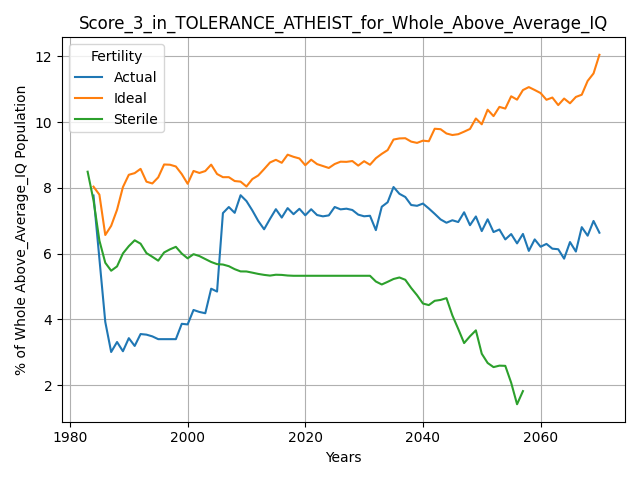 Score_3_in_TOLERANCE_ATHEIST_for_Whole_Above_Average_IQ
% of Whole Above_Average_IQ Population
12
10
8
6
4
2
Fertility
Actual
Ideal
Sterile
1980
2000
2020
2040
2060
Years